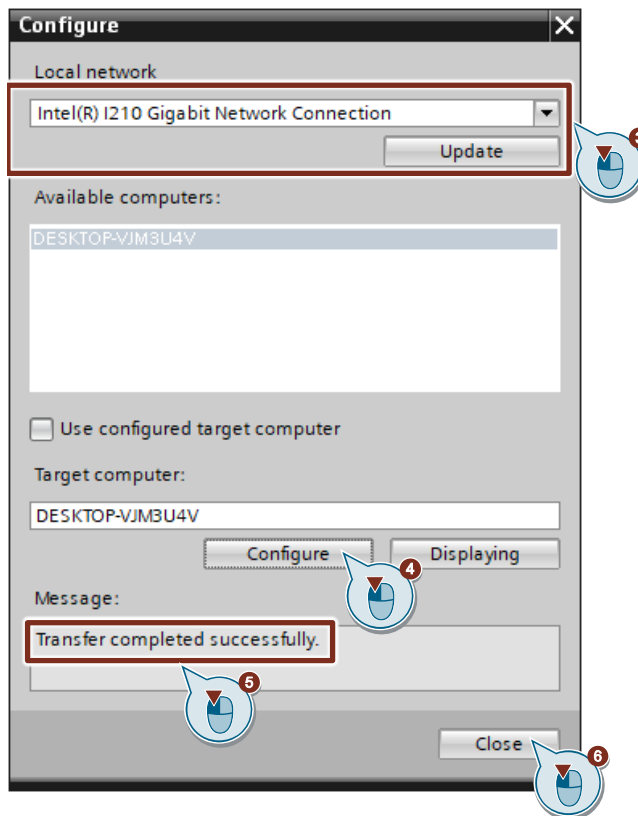 Configure
Local network
Intel(R) I210 Gigabit Network Connection
Update
Available computers:
DESKTOP-VJM3U4V
Use configured target computer
Target computer:
DESKTOP-VJM3U4V
Configure Displaying
4
Message:
Transfer completed successfully.
5
Close
6